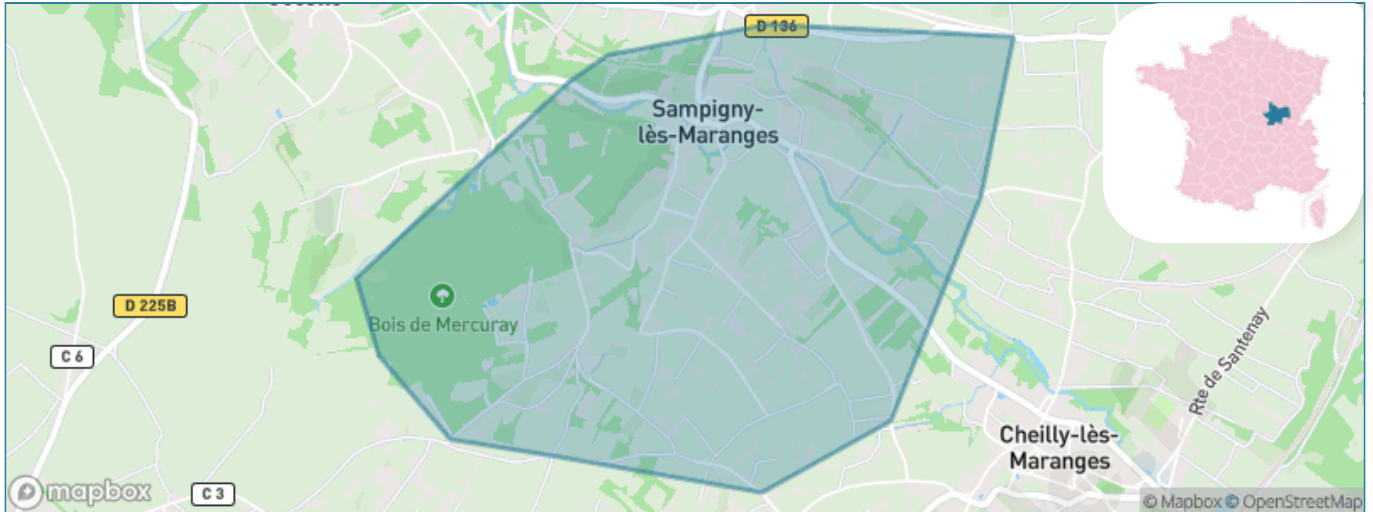 D 136
Sampigny-
lès-Maranges
D 225B
Bois de Mercuray
C 6
Rte de Santenay
Cheilly-lès-
Maranges
C 3
mapbox
© Mapbox © OpenStreetMap